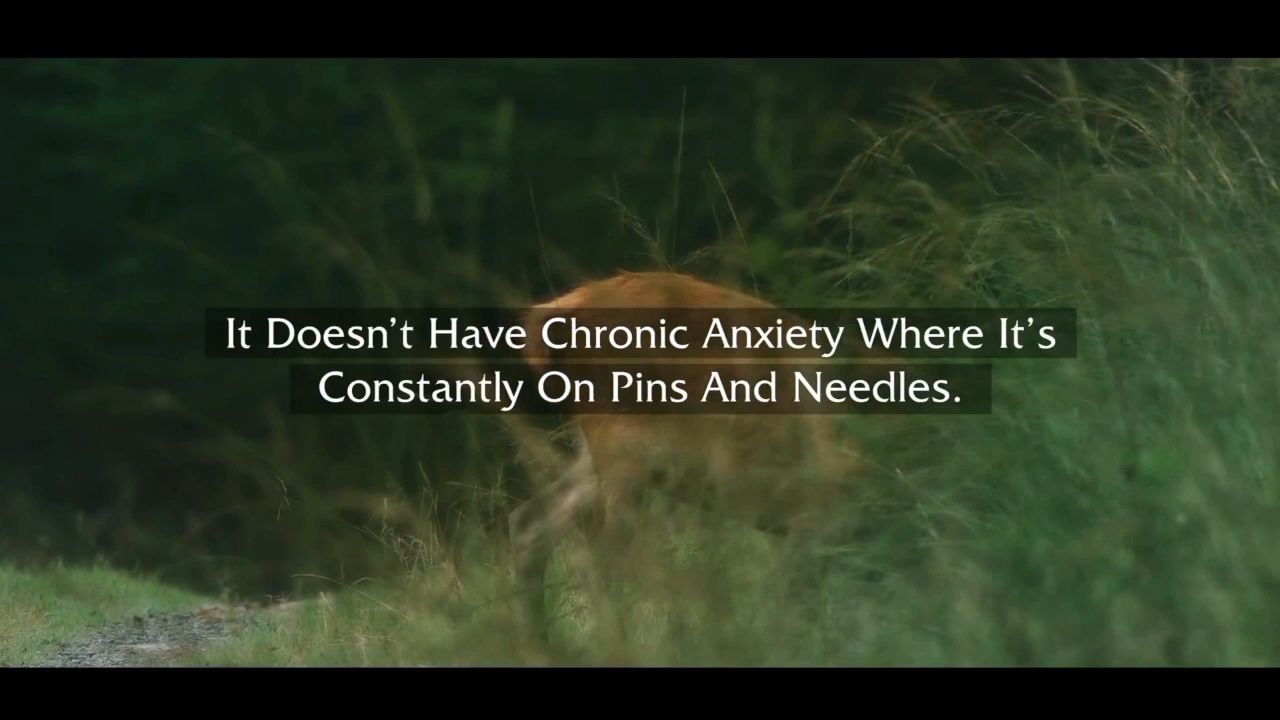 It Doesn’t Have Chronic Anxiety Where It’s
Constantly On Pins And Needles.